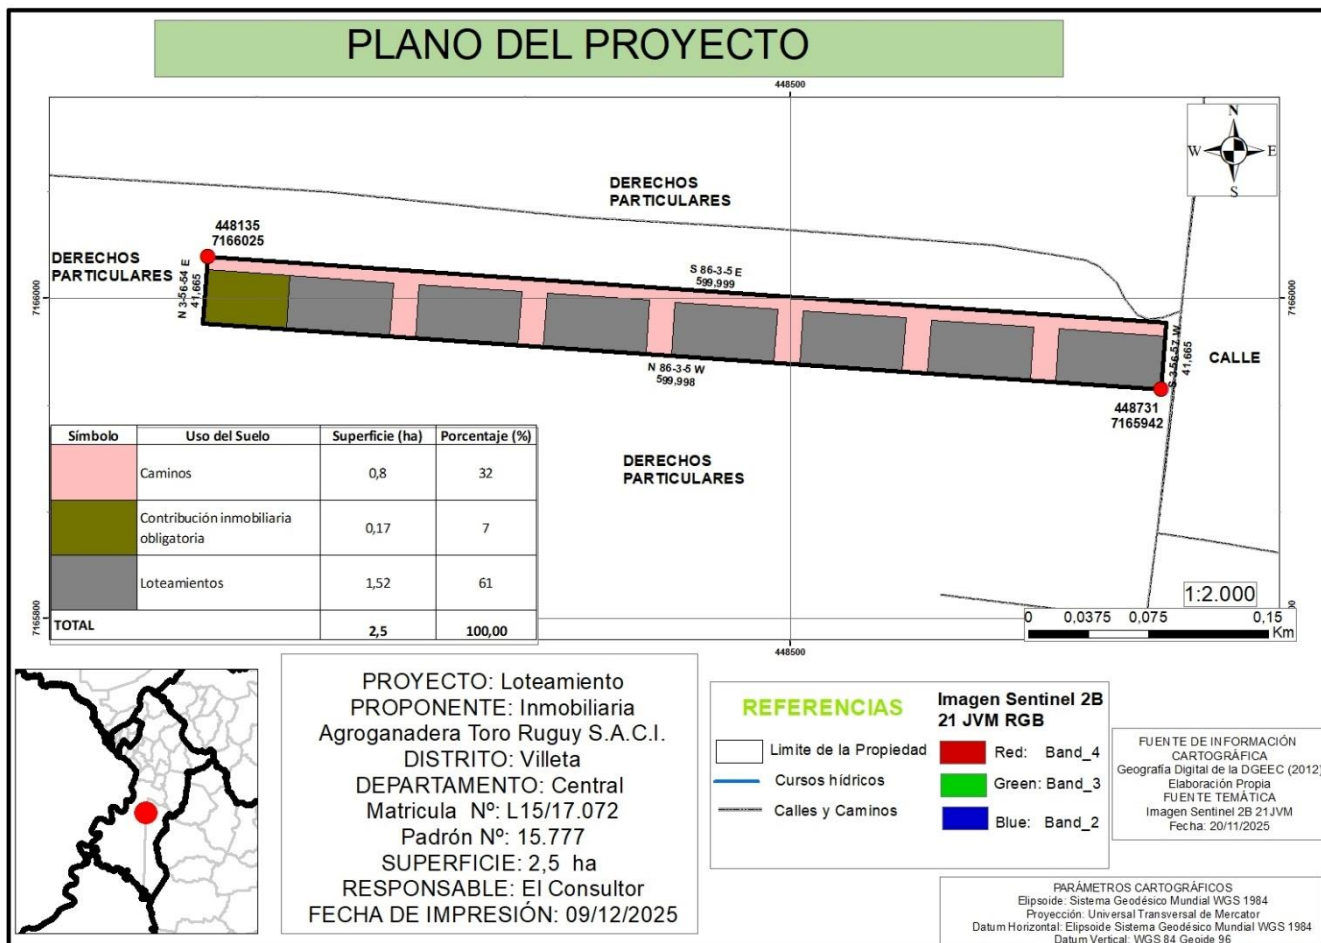 PLANO DEL PROYECTO
448500
N
W E
S
DERECHOS
PARTICULARES
448135
7166025
DERECHOS
PARTICULARES
S 86-3-5 E
599,999
N 3-56-54 E
41,665
7166000
7166000
S 3-56-57 W
41,665
CALLE
N 86-3-5 W
599,998
448731
7165942
DERECHOS
PARTICULARES
Símbolo Uso del Suelo Superficie (ha) Porcentaje (%)
Caminos 0,8 32
Contribución inmobiliaria
obligatoria 0,17 7
Loteamientos 1,52 61
TOTAL 2,5 100,00
7165800
1:2.000
0 0,0375 0,075 0,15
Km
448500
PROYECTO: Loteamiento
PROPONENTE: Inmobiliaria
Agroganadera Toro Ruguy S.A.C.I.
DISTRITO: Villeta
DEPARTAMENTO: Central
Matricula Nº: L15/17.072
Padrón Nº: 15.777
SUPERFICIE: 2,5 ha
RESPONSABLE: El Consultor
FECHA DE IMPRESIÓN: 09/12/2025
REFERENCIAS
Limite de la Propiedad
Cursos hídricos
Calles y Caminos
Imagen Sentinel 2B
21 JVM RGB
Red: Band_4
Green: Band_3
Blue: Band_2
FUENTE DE INFORMACIÓN
CARTOGRÁFICA
Geografía Digital de la DGEEC (2012)
Elaboración Propia
FUENTE TEMÁTICA
Imagen Sentinel 2B 21JVM
Fecha: 20/11/2025
PARÁMETROS CARTOGRÁFICOS
Elipsoide: Sistema Geodésico Mundial WGS 1984
Proyección: Universal Transversal de Mercator
Datum Horizontal: Elipsoide Sistema Geodésico Mundial WGS 1984
Datum Vertical: WGS 84 Geoide 96